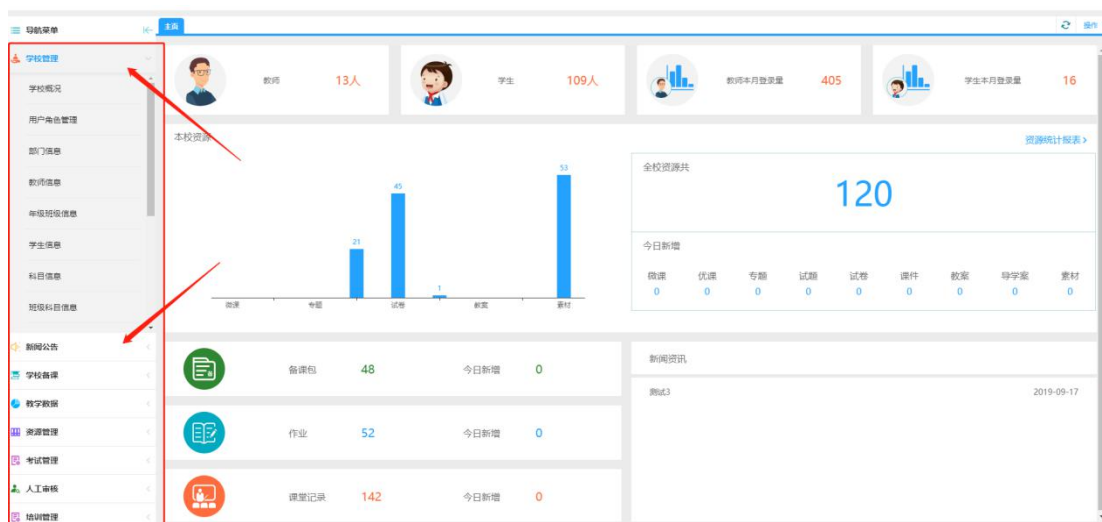 导航菜单
主页
操作
学校管理
学校概况
用户角色管理
部门信息
教师信息
年级班级信息
学生信息
科目信息
班级科目信息
新闻公告
学校备课
教学数据
资源管理
考试管理
人工审核
培训管理
教师 13人
学生 109人
教师本月登录量 405
学生本月登录量 16
本校资源
资源统计报表>
53
45
21
1
微课 专题 试卷 教案 素材
全校资源共
120
今日新增
微课 优课 专题 试题 试卷 课件 教案 导学案 素材
0 0 0 0 0 0 0 0 0
备课包 48 今日新增 0
作业 52 今日新增 0
课堂记录 142 今日新增 0
新闻资讯
测试3 2019-09-17